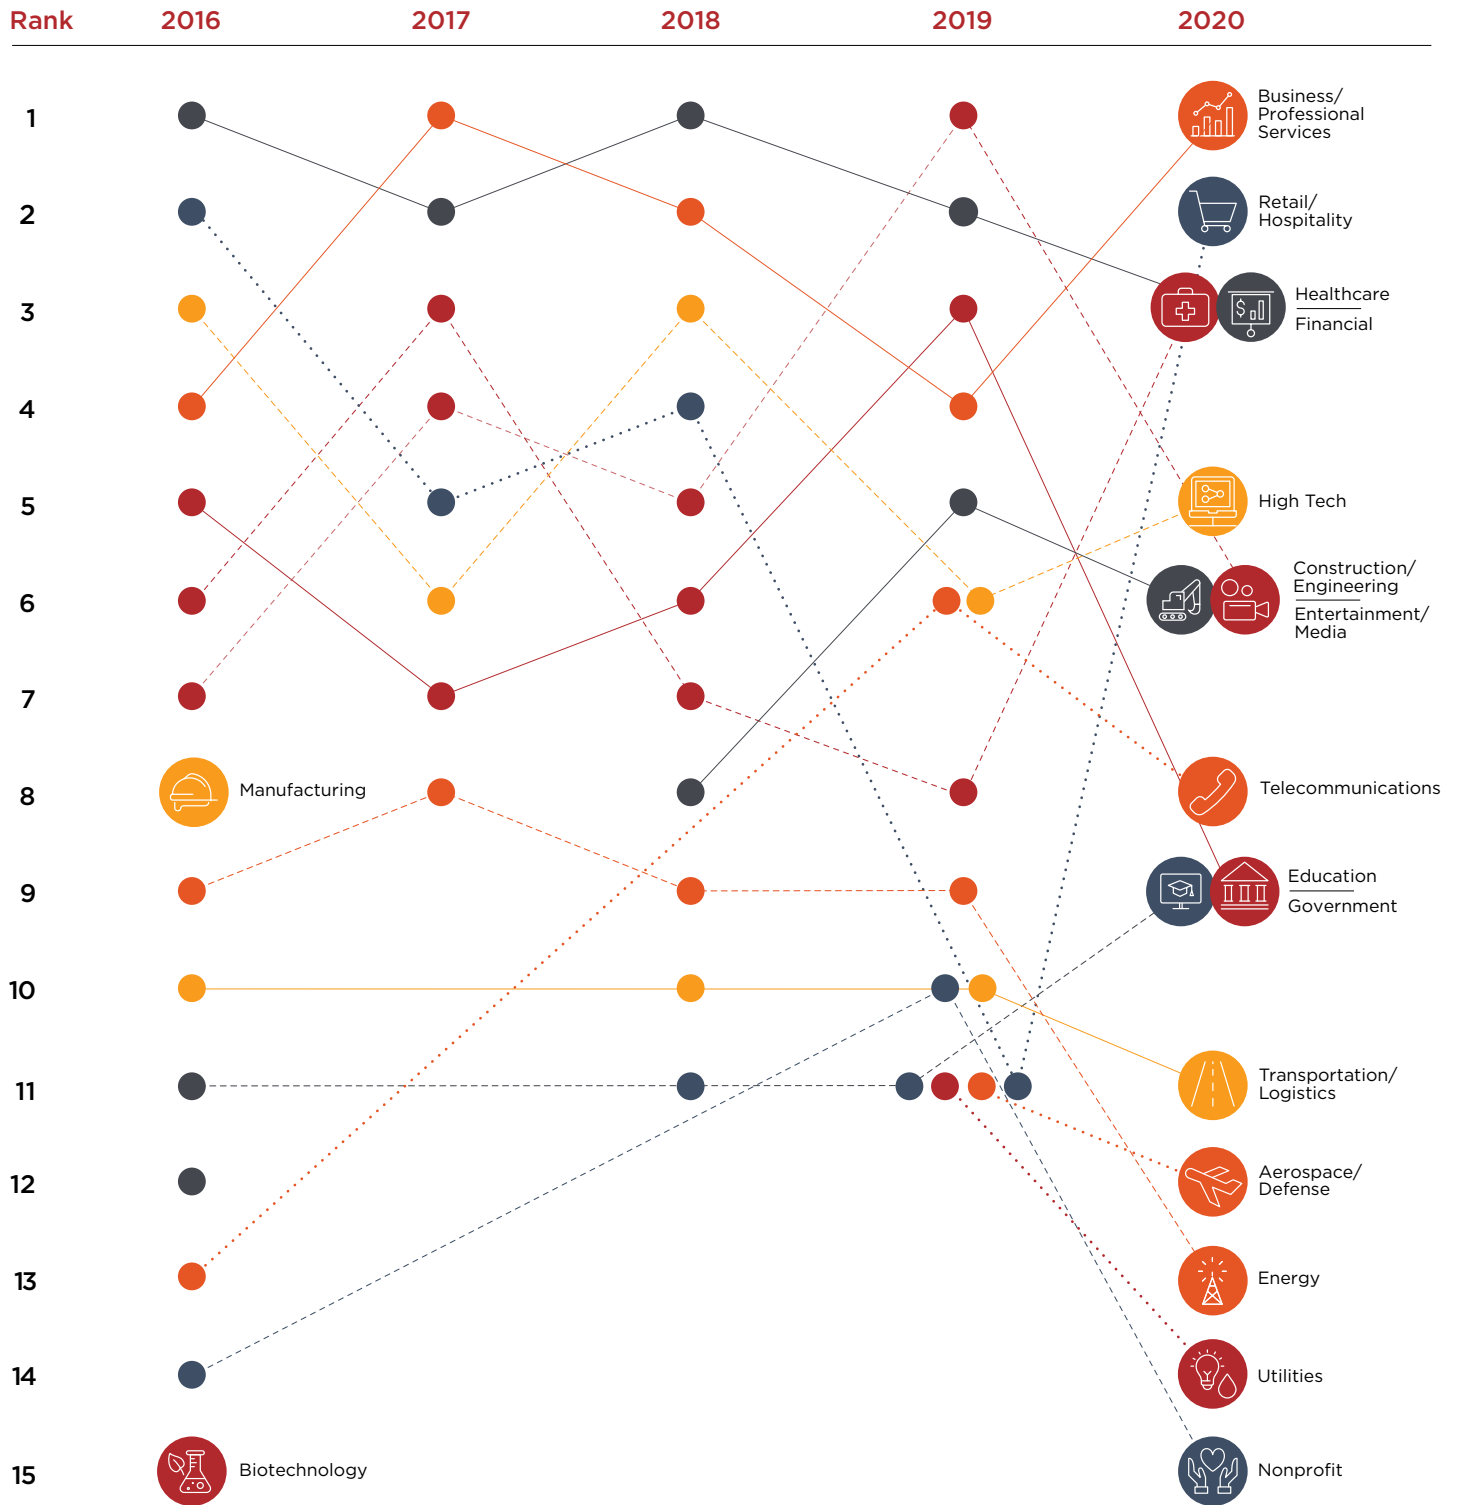 Rank 2016 2017 2018 2019 2020
1
Business/
Professional
Services
2
Retail/
Hospitality
3
Healthcare
Financial
$
4
5
High Tech
6
Construction/
Engineering
Entertainment/
Media
7
8
Manufacturing
Telecommunications
9
Education
Government
10
11
Transportation/
Logistics
12
Aerospace/
Defense
13
Energy
14
Utilities
15
Biotechnology
Nonprofit